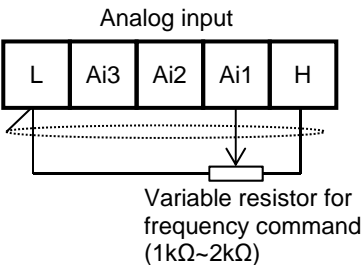 Analog input
L Ai3 Ai2 Ai1 H
Variable resistor for
frequency command
(1kΩ~2kΩ)